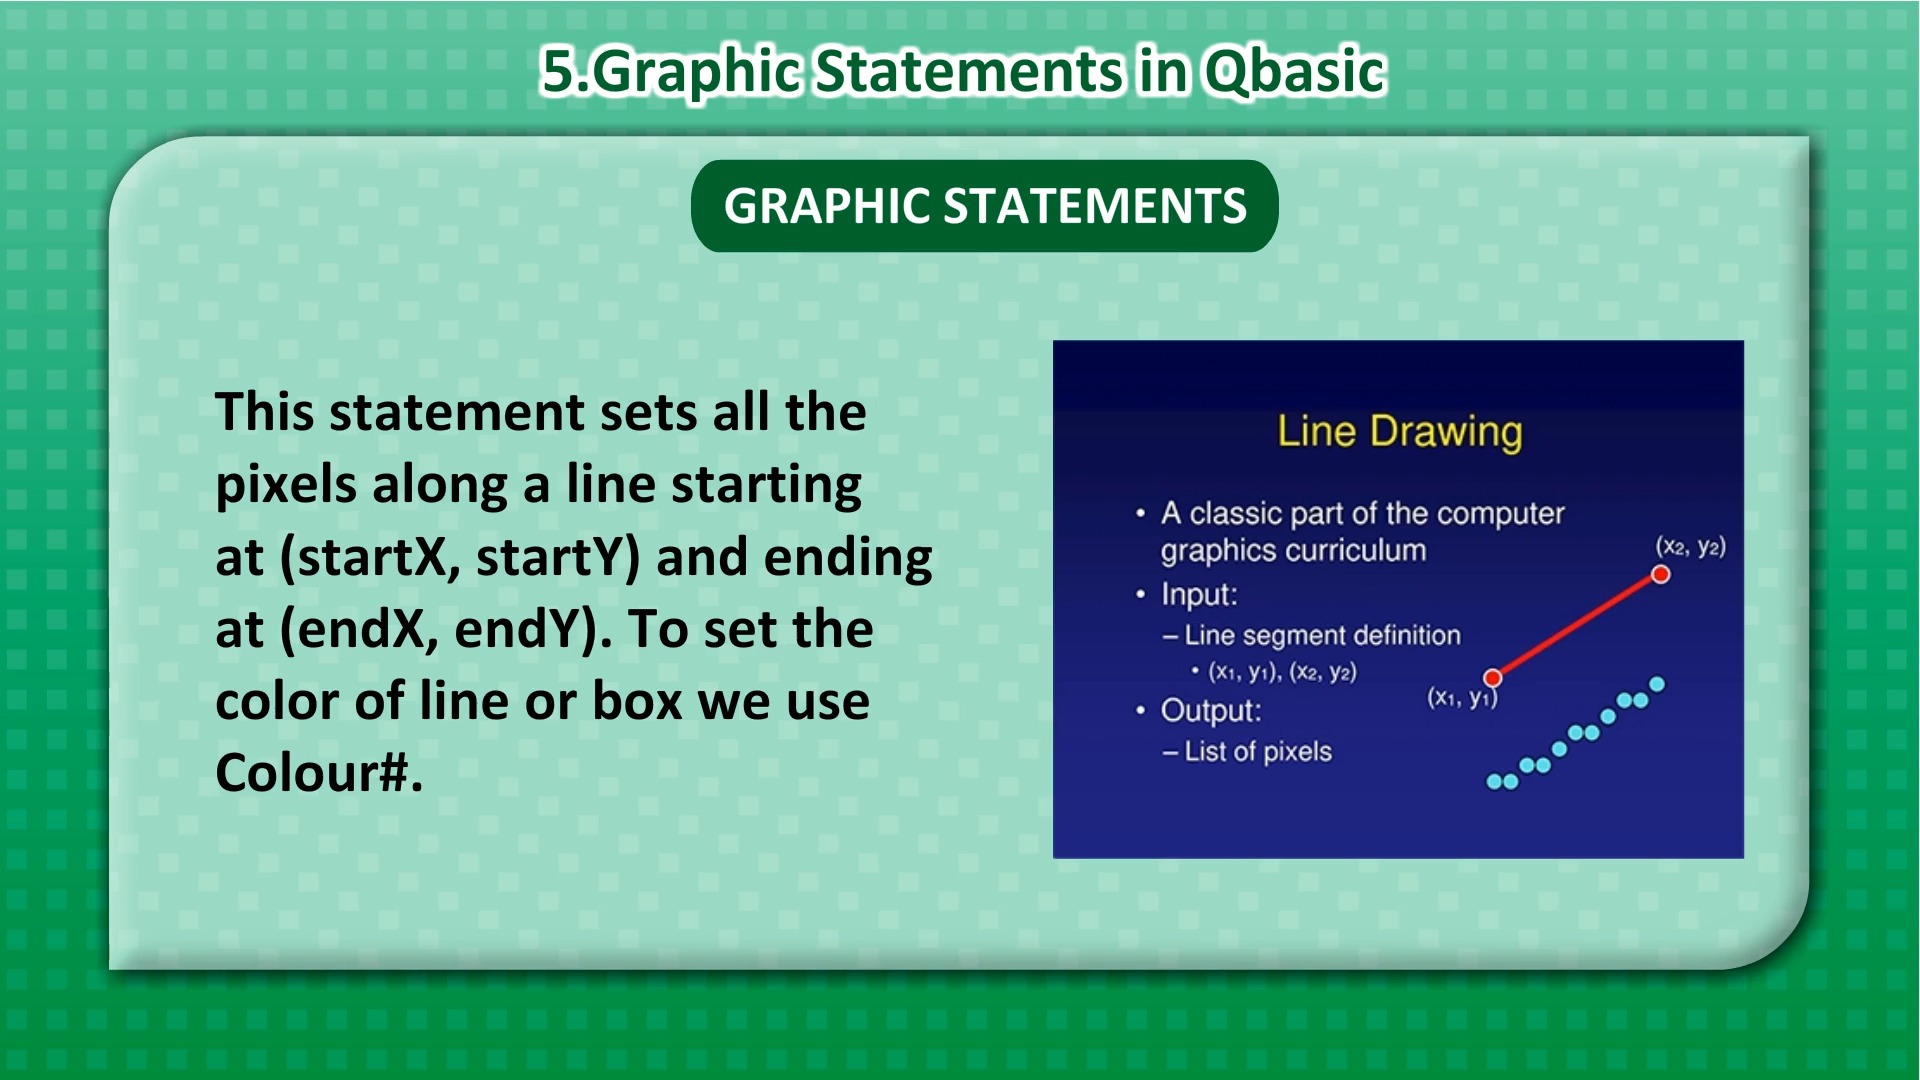 5.Graphic Statements in Qbasic
GRAPHIC STATEMENTS
This statement sets all the
pixels along a line starting
at (startX, startY) and ending
at (endX, endY). To set the
color of line or box we use
Colour#.
Line Drawing
• A classic part of the computer
graphics curriculum
• Input:
– Line segment definition
• (x₁, y₁), (x₂, y₂)
• Output:
– List of pixels
(x₂, y₂)
(x₁, y₁)